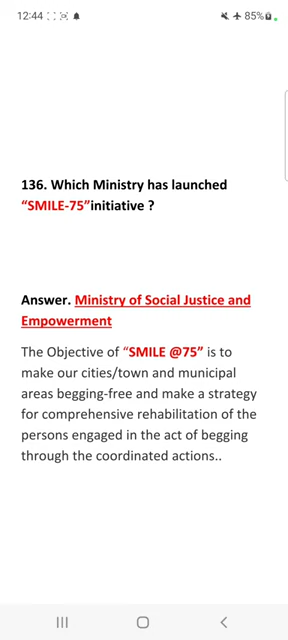 12:44
85%
136. Which Ministry has launched
“SMILE-75”initiative ?
Answer. Ministry of Social Justice and
Empowerment
The Objective of “SMILE @75” is to
make our cities/town and municipal
areas begging-free and make a strategy
for comprehensive rehabilitation of the
persons engaged in the act of begging
through the coordinated actions..